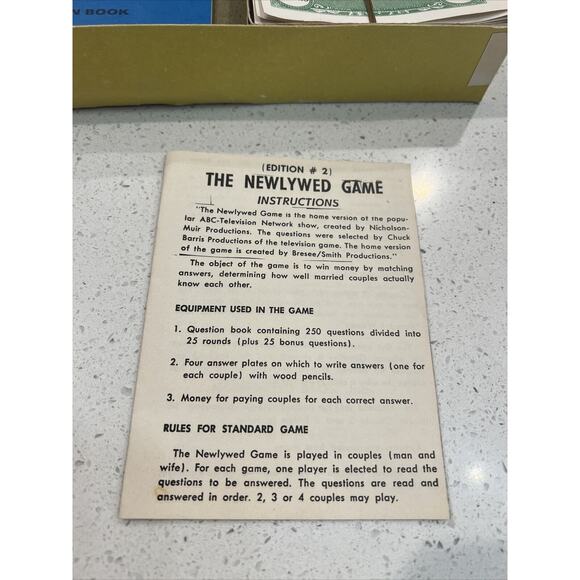 N BOOK
(EDITION # 2)
THE NEWLYWED GAME
INSTRUCTIONS
"The Newlywed Game is the home version of the popu-
lar ABC-Television Network show, created by Nicholson-
Muir Productions. The questions were selected by Chuck
Barris Productions of the television game. The home version
of the game is created by Bresee/Smith Productions."
The object of the game is to win money by matching
answers, determining how well married couples actually
know each other.
EQUIPMENT USED IN THE GAME
1. Question book containing 250 questions divided into
25 rounds (plus 25 bonus questions).
2. Four answer plates on which to write answers (one for
each couple) with wood pencils.
3. Money for paying couples for each correct answer.
RULES FOR STANDARD GAME
The Newlywed Game is played in couples (man and
wife). For each game, one player is elected to read the
questions to be answered. The questions are read and
answered in order. 2, 3 or 4 couples may play.